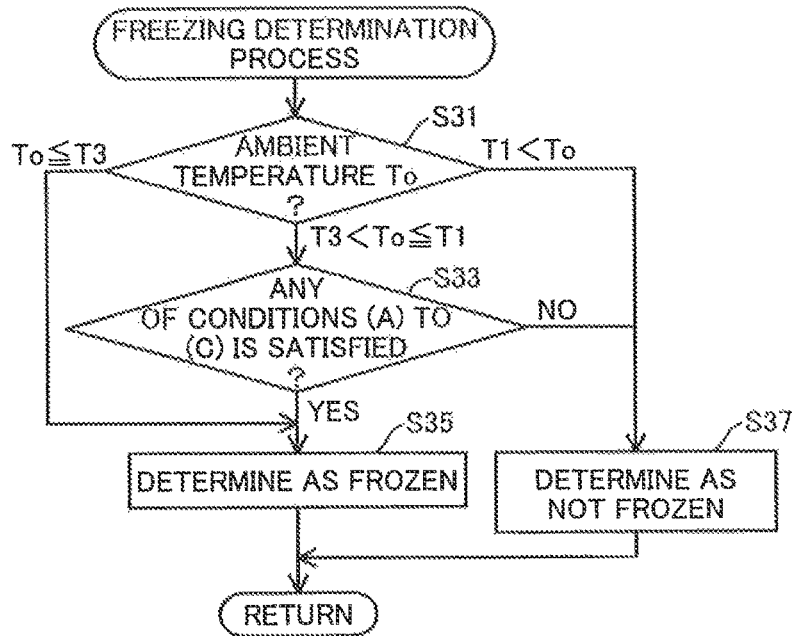 FREEZING DETERMINATION
PROCESS
S31
To≦T3
AMBIENT
TEMPERATURE To
?
T1<To
T3<To≦T1
S33
ANY
OF CONDITIONS (A) TO
(C) IS SATISFIED
?
NO
YES
S35
S37
DETERMINE AS FROZEN
DETERMINE AS
NOT FROZEN
RETURN